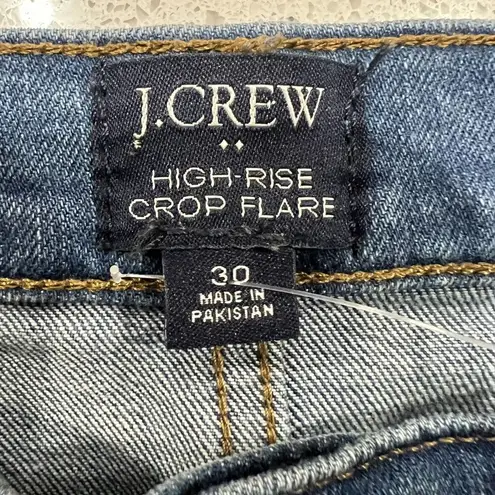 J.CREW
HIGH-RISE
CROP FLARE
30
MADE IN
PAKISTAN